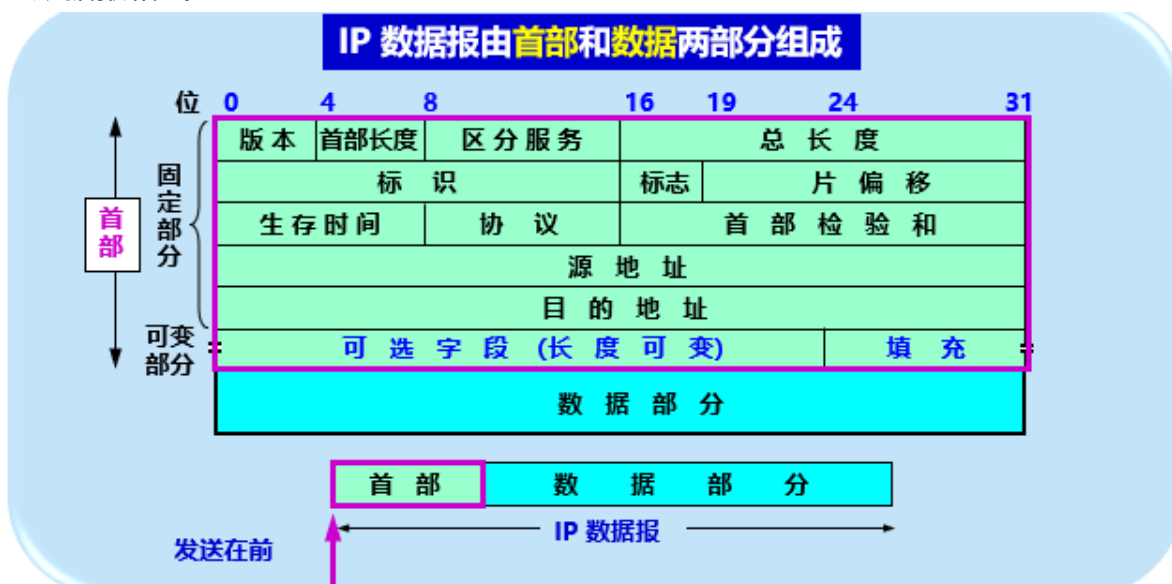 IP 数据报由首部和数据两部分组成
位 0 4 8 16 19 24 31
版本 首部长度 区分服务 总长度
标识 标志 片偏移
生存时间 协议 首部检验和
源地址
目的地址
可选字段 (长度可变) 填充
数据部分
首部
固定部分
可变部分
首部 数据部分
IP 数据报
发送在前